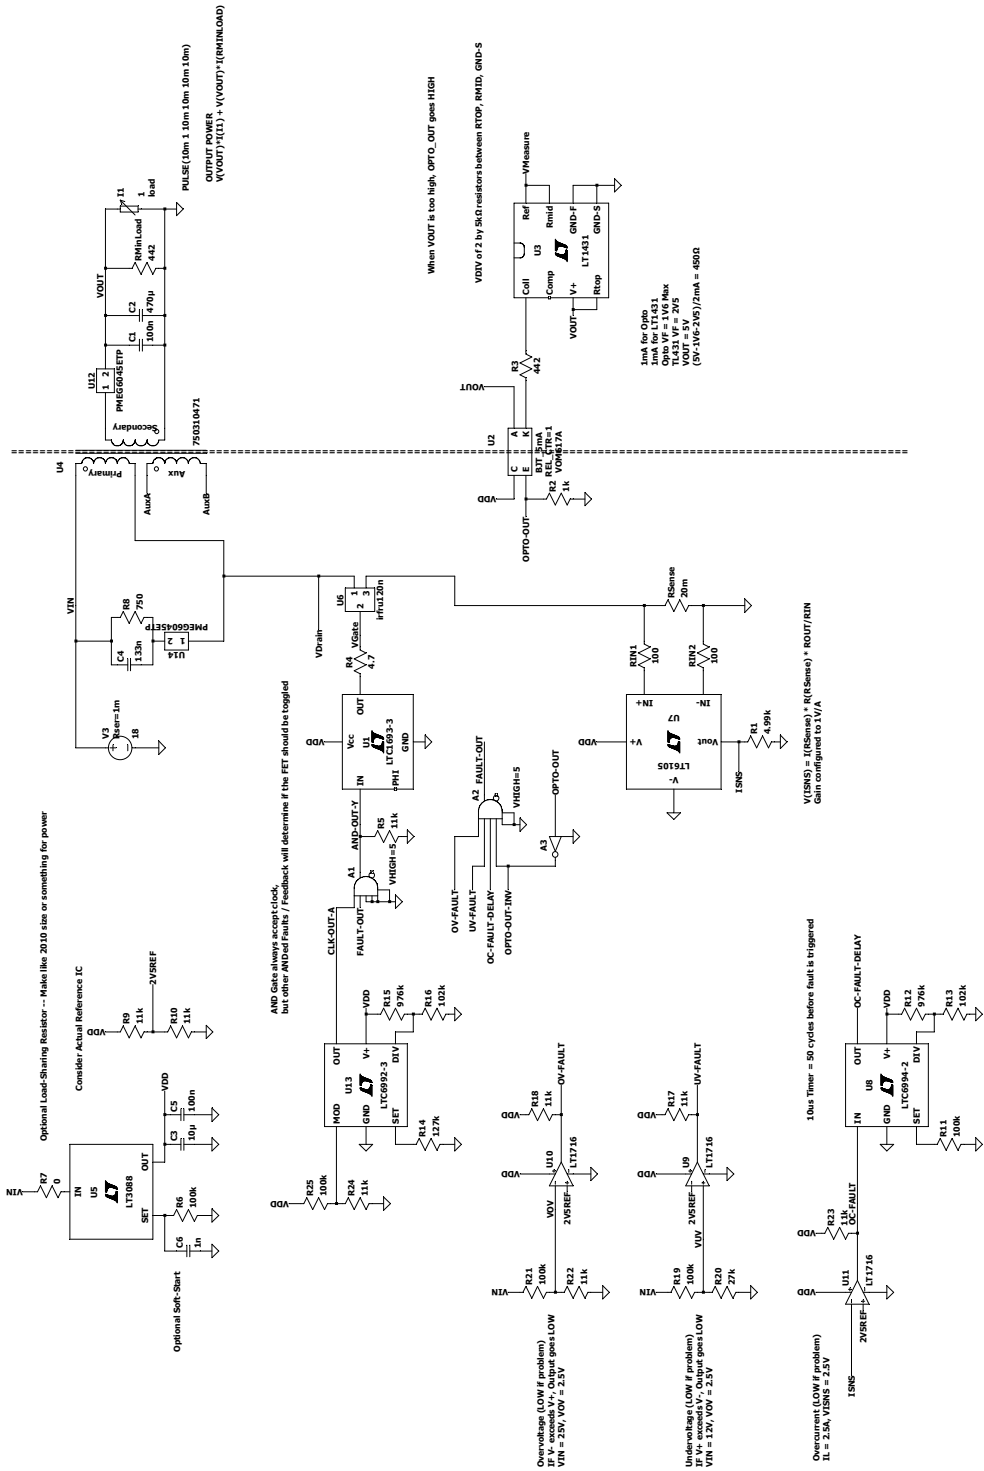 Optional Load-Sharing Resistor -- Make like 2010 size or something for power
VIN
R7
0
IN
U5
LT3088
OUT
SET
R6
100k
C6
1n
Optional Soft-Start
VDD
C3
10µ
C5
100n
Consider Actual Reference IC
VDD
R9
11k
2V5REF
R10
11k
V3
Rser=1m
18
VIN
C4
133n
R8
750
U14
2 1
PMEG6045ETP
U4
Primary
Aux
AuxA
AuxB
Secondary
750310471
U12
1 2
PMEG6045ETP
C1
100n
C2
470µ
VOUT
RMinLoad
442
I1
1
load
PULSE(10m 1 10m 10m 10m 10m)
OUTPUT POWER
V(VOUT)*I(I1) + V(VOUT)*I(RMINLOAD)
AND Gate always accept clock,
but other ANDed Faults / Feedback will determine if the FET should be toggled
VDD
R25
100k
R24
11k
MOD
OUT
U13
GND
V+
LTC6992-3
SET
DIV
R14
127k
VDD
R15
976k
R16
102k
CLK-OUT-A
FAULT-OUT
A1
VHIGH=5
AND-OUT-Y
R5
11k
VDD
Vcc
IN
OUT
U1
LTC1693-3
PHI
GND
R4
4.7
VGate
VDrain
U6
1
2
3
irfru120n
OV-FAULT
UV-FAULT
OC-FAULT-DELAY
OPTO-OUT-INV
A2
FAULT-OUT
VHIGH=5
A3
OPTO-OUT
When VOUT is too high, OPTO_OUT goes HIGH
VDIV of 2 by 5kΩ resistors between RTOP, RMID, GND-S
OPTO-OUT
VDD
R2
1k
U2
C A
E K
BJT_5mA
REL_CTR=1
VOM617A
VOUT
R3
442
Coll
Ref
Comp
Rmid
U3
V+
GND-F
LT1431
Rtop
GND-S
VMeasure
VOUT
1mA for Opto
1mA for LT1431
Opto VF = 1V6 Max
TL431 VF = 2V5
VOUT = 5V
(5V-1V6-2V5)/2mA = 450Ω
VIN
R21
100k
R22
11k
VOV
2V5REF
VDD
U10
LT1716
VDD
R18
11k
OV-FAULT
Overvoltage (LOW if problem)
IF V- exceeds V+, Output goes LOW
VIN = 25V, VOV = 2.5V
VIN
R19
100k
R20
27k
2V5REF
VUV
VDD
U9
LT1716
VDD
R17
11k
UV-FAULT
Undervoltage (LOW if problem)
IF V+ exceeds V-, Output goes LOW
VIN = 12V, VUV = 2.5V
VDD
V+
IN+
U7
LT6105
IN-
Vout
V-
RIN1
100
RIN2
100
RSense
20m
ISNS
R1
4.99k
V(ISNS) = I(RSense) * R(RSense) * ROUT/RIN
Gain configured to 1V/A
Overcurrent (LOW if problem)
IL = 2.5A, VISNS = 2.5V
ISNS
2V5REF
VDD
U11
LT1716
VDD
R23
11k
OC-FAULT
10us Timer = 50 cycles before fault is triggered
IN
OUT
GND
V+
U8
LTC6994-2
SET
DIV
R11
100k
OC-FAULT-DELAY
VDD
R12
976k
R13
102k